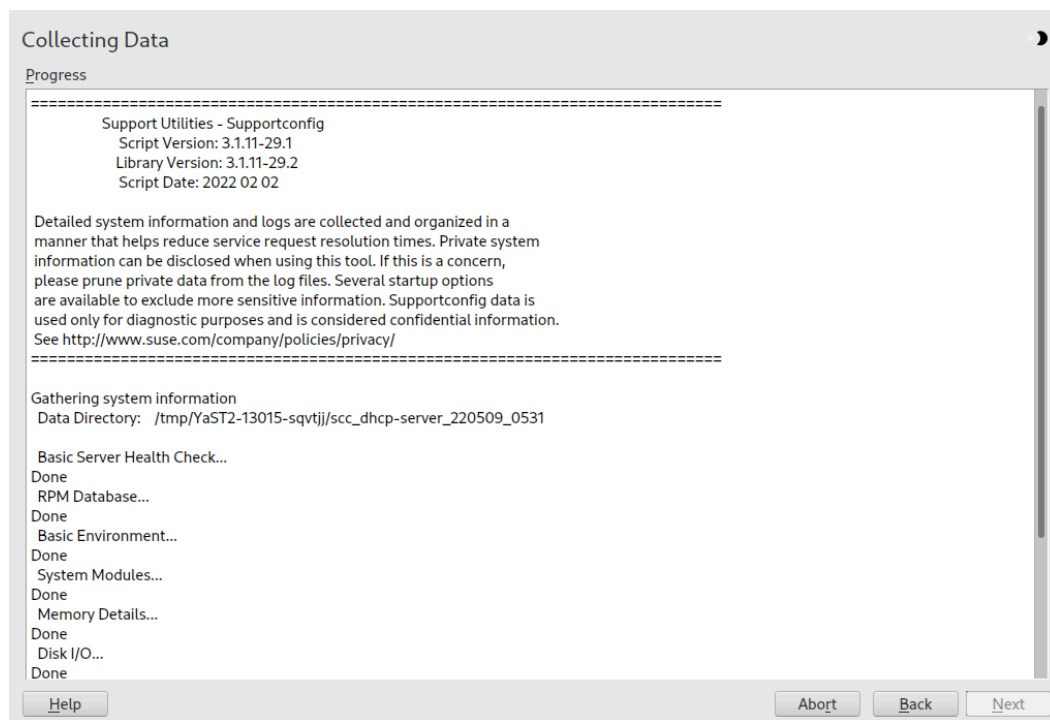 Collecting Data
Progress
==============================================================================
Support Utilities - Supportconfig
Script Version: 3.1.11-29.1
Library Version: 3.1.11-29.2
Script Date: 2022 02 02
Detailed system information and logs are collected and organized in a
manner that helps reduce service request resolution times. Private system
information can be disclosed when using this tool. If this is a concern,
please prune private data from the log files. Several startup options
are available to exclude more sensitive information. Supportconfig data is
used only for diagnostic purposes and is considered confidential information.
See http://www.suse.com/company/policies/privacy/
==============================================================================
Gathering system information
Data Directory: /tmp/YaST2-13015-sqvtjj/scc_dhcp-server_220509_0531
Basic Server Health Check...
Done
RPM Database...
Done
Basic Environment...
Done
System Modules...
Done
Memory Details...
Done
Disk I/O...
Done
Help
Abort
Back
Next